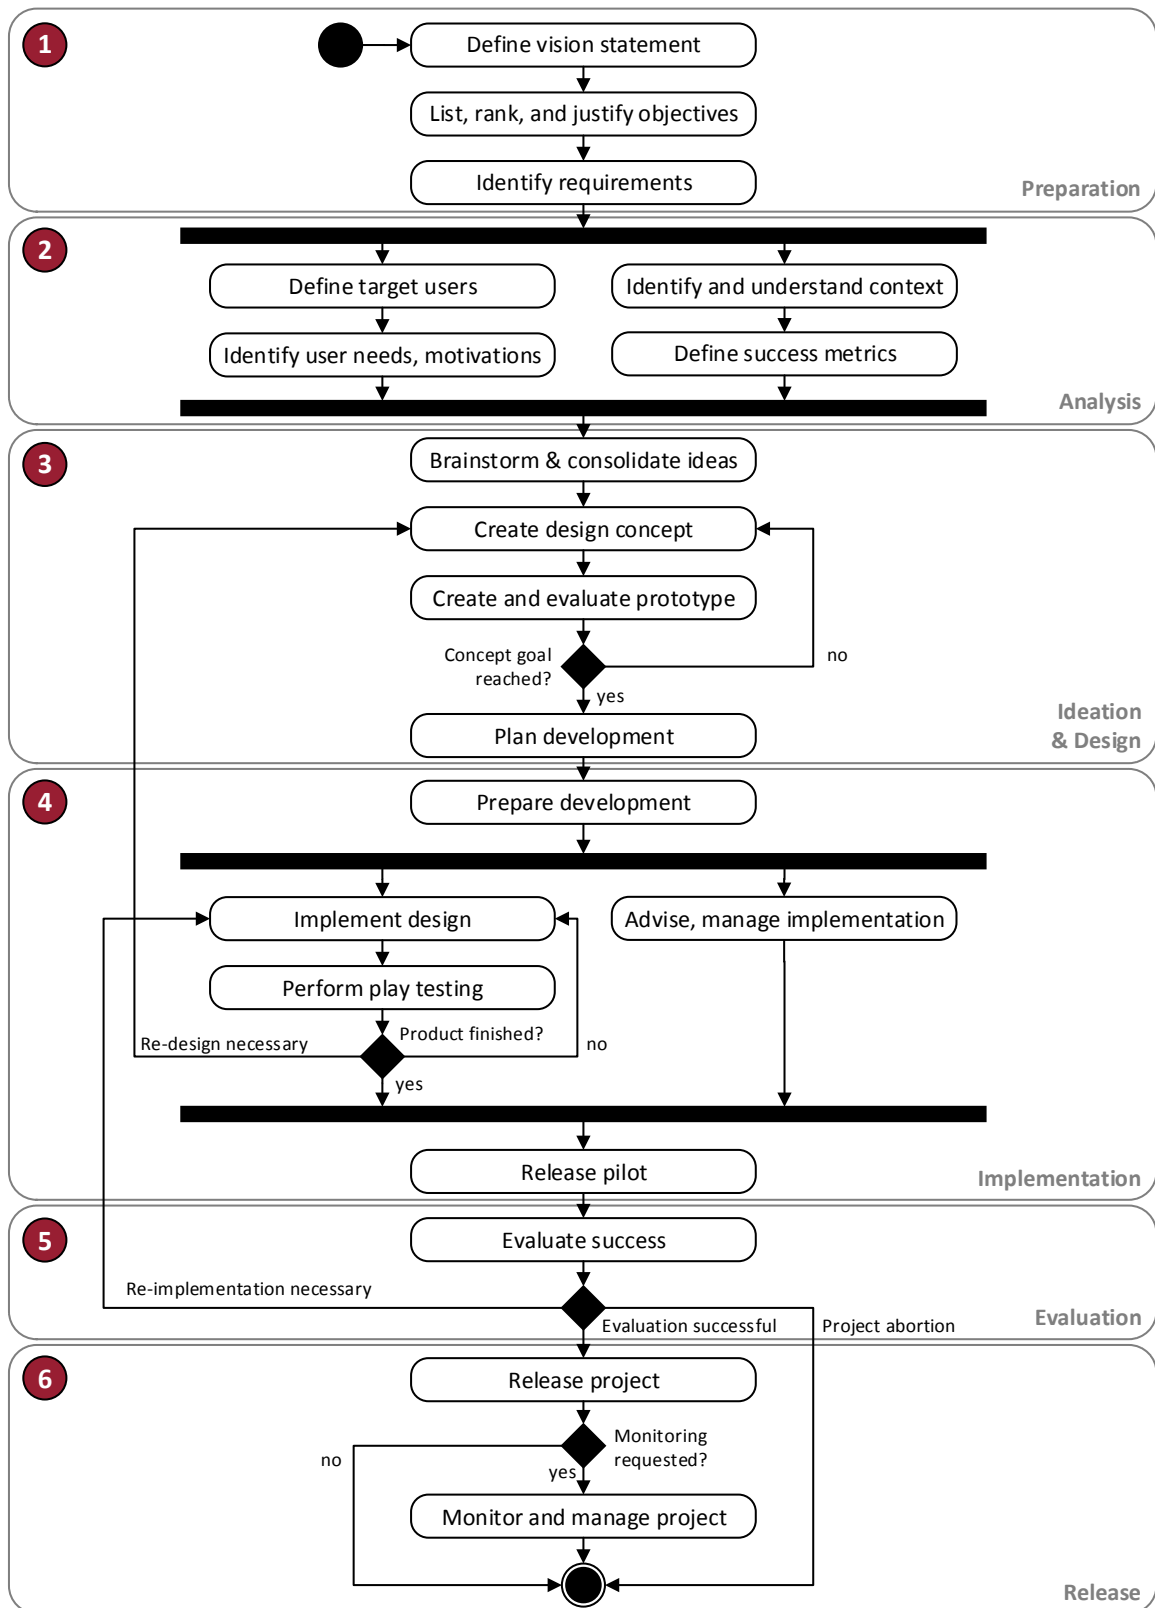 1
Define vision statement
List, rank, and justify objectives
Identify requirements
Preparation
2
Define target users
Identify and understand context
Identify user needs, motivations
Define success metrics
Analysis
3
Brainstorm & consolidate ideas
Create design concept
Create and evaluate prototype
Concept goal
reached?
no
yes
Plan development
Ideation
& Design
4
Prepare development
Implement design
Advise, manage implementation
Perform play testing
Product finished?
Re-design necessary
no
yes
Release pilot
Implementation
5
Evaluate success
Re-implementation necessary
Evaluation successful
Project abortion
Evaluation
6
Release project
Monitoring
requested?
no
yes
Monitor and manage project
Release